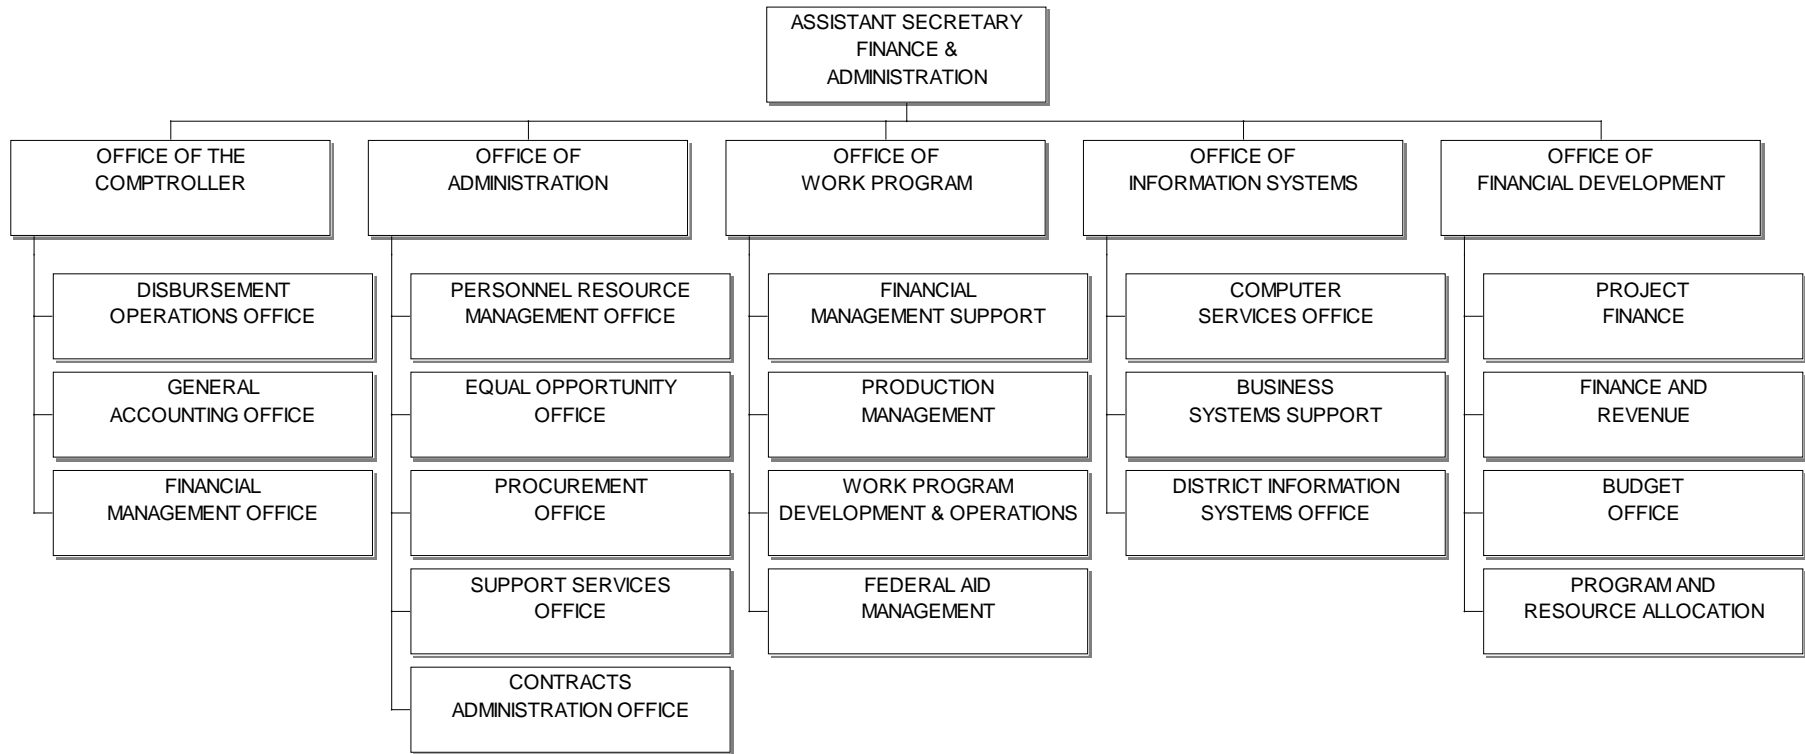 ASSISTANT SECRETARY
FINANCE &
ADMINISTRATION
OFFICE OF THE
COMPTROLLER
DISBURSEMENT
OPERATIONS OFFICE
GENERAL
ACCOUNTING OFFICE
FINANCIAL
MANAGEMENT OFFICE
OFFICE OF
ADMINISTRATION
PERSONNEL RESOURCE
MANAGEMENT OFFICE
EQUAL OPPORTUNITY
OFFICE
PROCUREMENT
OFFICE
SUPPORT SERVICES
OFFICE
CONTRACTS
ADMINISTRATION OFFICE
OFFICE OF
WORK PROGRAM
FINANCIAL
MANAGEMENT SUPPORT
PRODUCTION
MANAGEMENT
WORK PROGRAM
DEVELOPMENT & OPERATIONS
FEDERAL AID
MANAGEMENT
OFFICE OF
INFORMATION SYSTEMS
COMPUTER
SERVICES OFFICE
BUSINESS
SYSTEMS SUPPORT
DISTRICT INFORMATION
SYSTEMS OFFICE
OFFICE OF
FINANCIAL DEVELOPMENT
PROJECT
FINANCE
FINANCE AND
REVENUE
BUDGET
OFFICE
PROGRAM AND
RESOURCE ALLOCATION